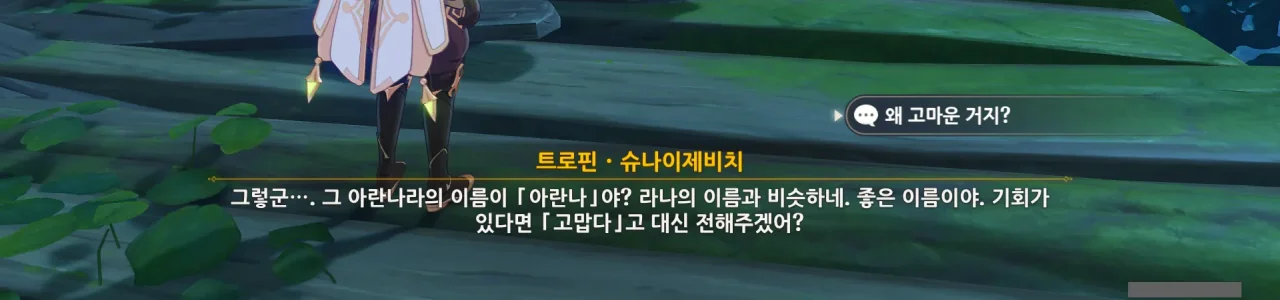 왜 고마운 거지?
트로핀 · 슈나이제비치
그렇군…. 그 아란나라의 이름이 「아란나」야? 라나의 이름과 비슷하네. 좋은 이름이야. 기회가
있다면 「고맙다」고 대신 전해주겠어?